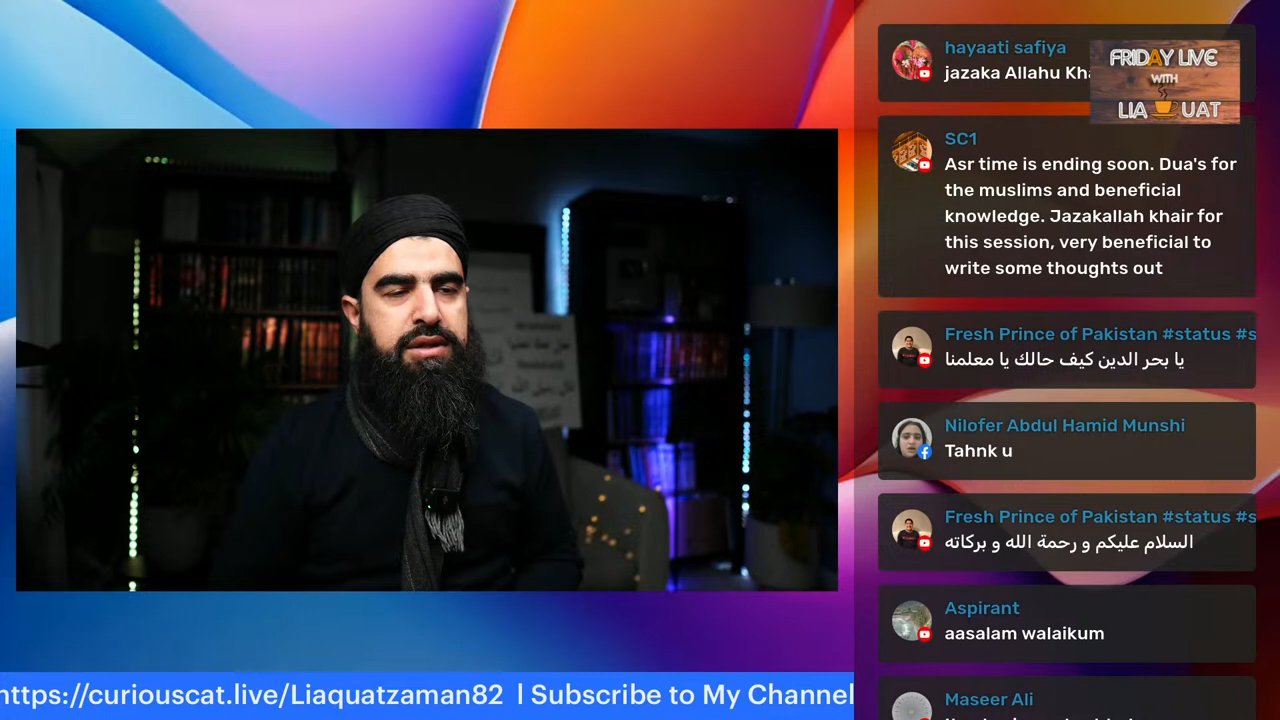 hayaati safiya
jazaka Allahu
FRIDAY LIVE
WITH
LIA UAT
SC1
Asr time is ending soon. Dua's for
the muslims and beneficial
knowledge. Jazakallah khair for
this session, very beneficial to
write some thoughts out
Fresh Prince of Pakistan #status #s
يا بحر الدين كيف حالك يا معلمنا
Nilofer Abdul Hamid Munshi
Tahnk u
Fresh Prince of Pakistan #status #s
السلام عليكم و رحمة الله و بركاته
Aspirant
aasalam walaikum
Maseer Ali
https://curiouscat.live/Liaquatzaman82 l Subscribe to My Channel